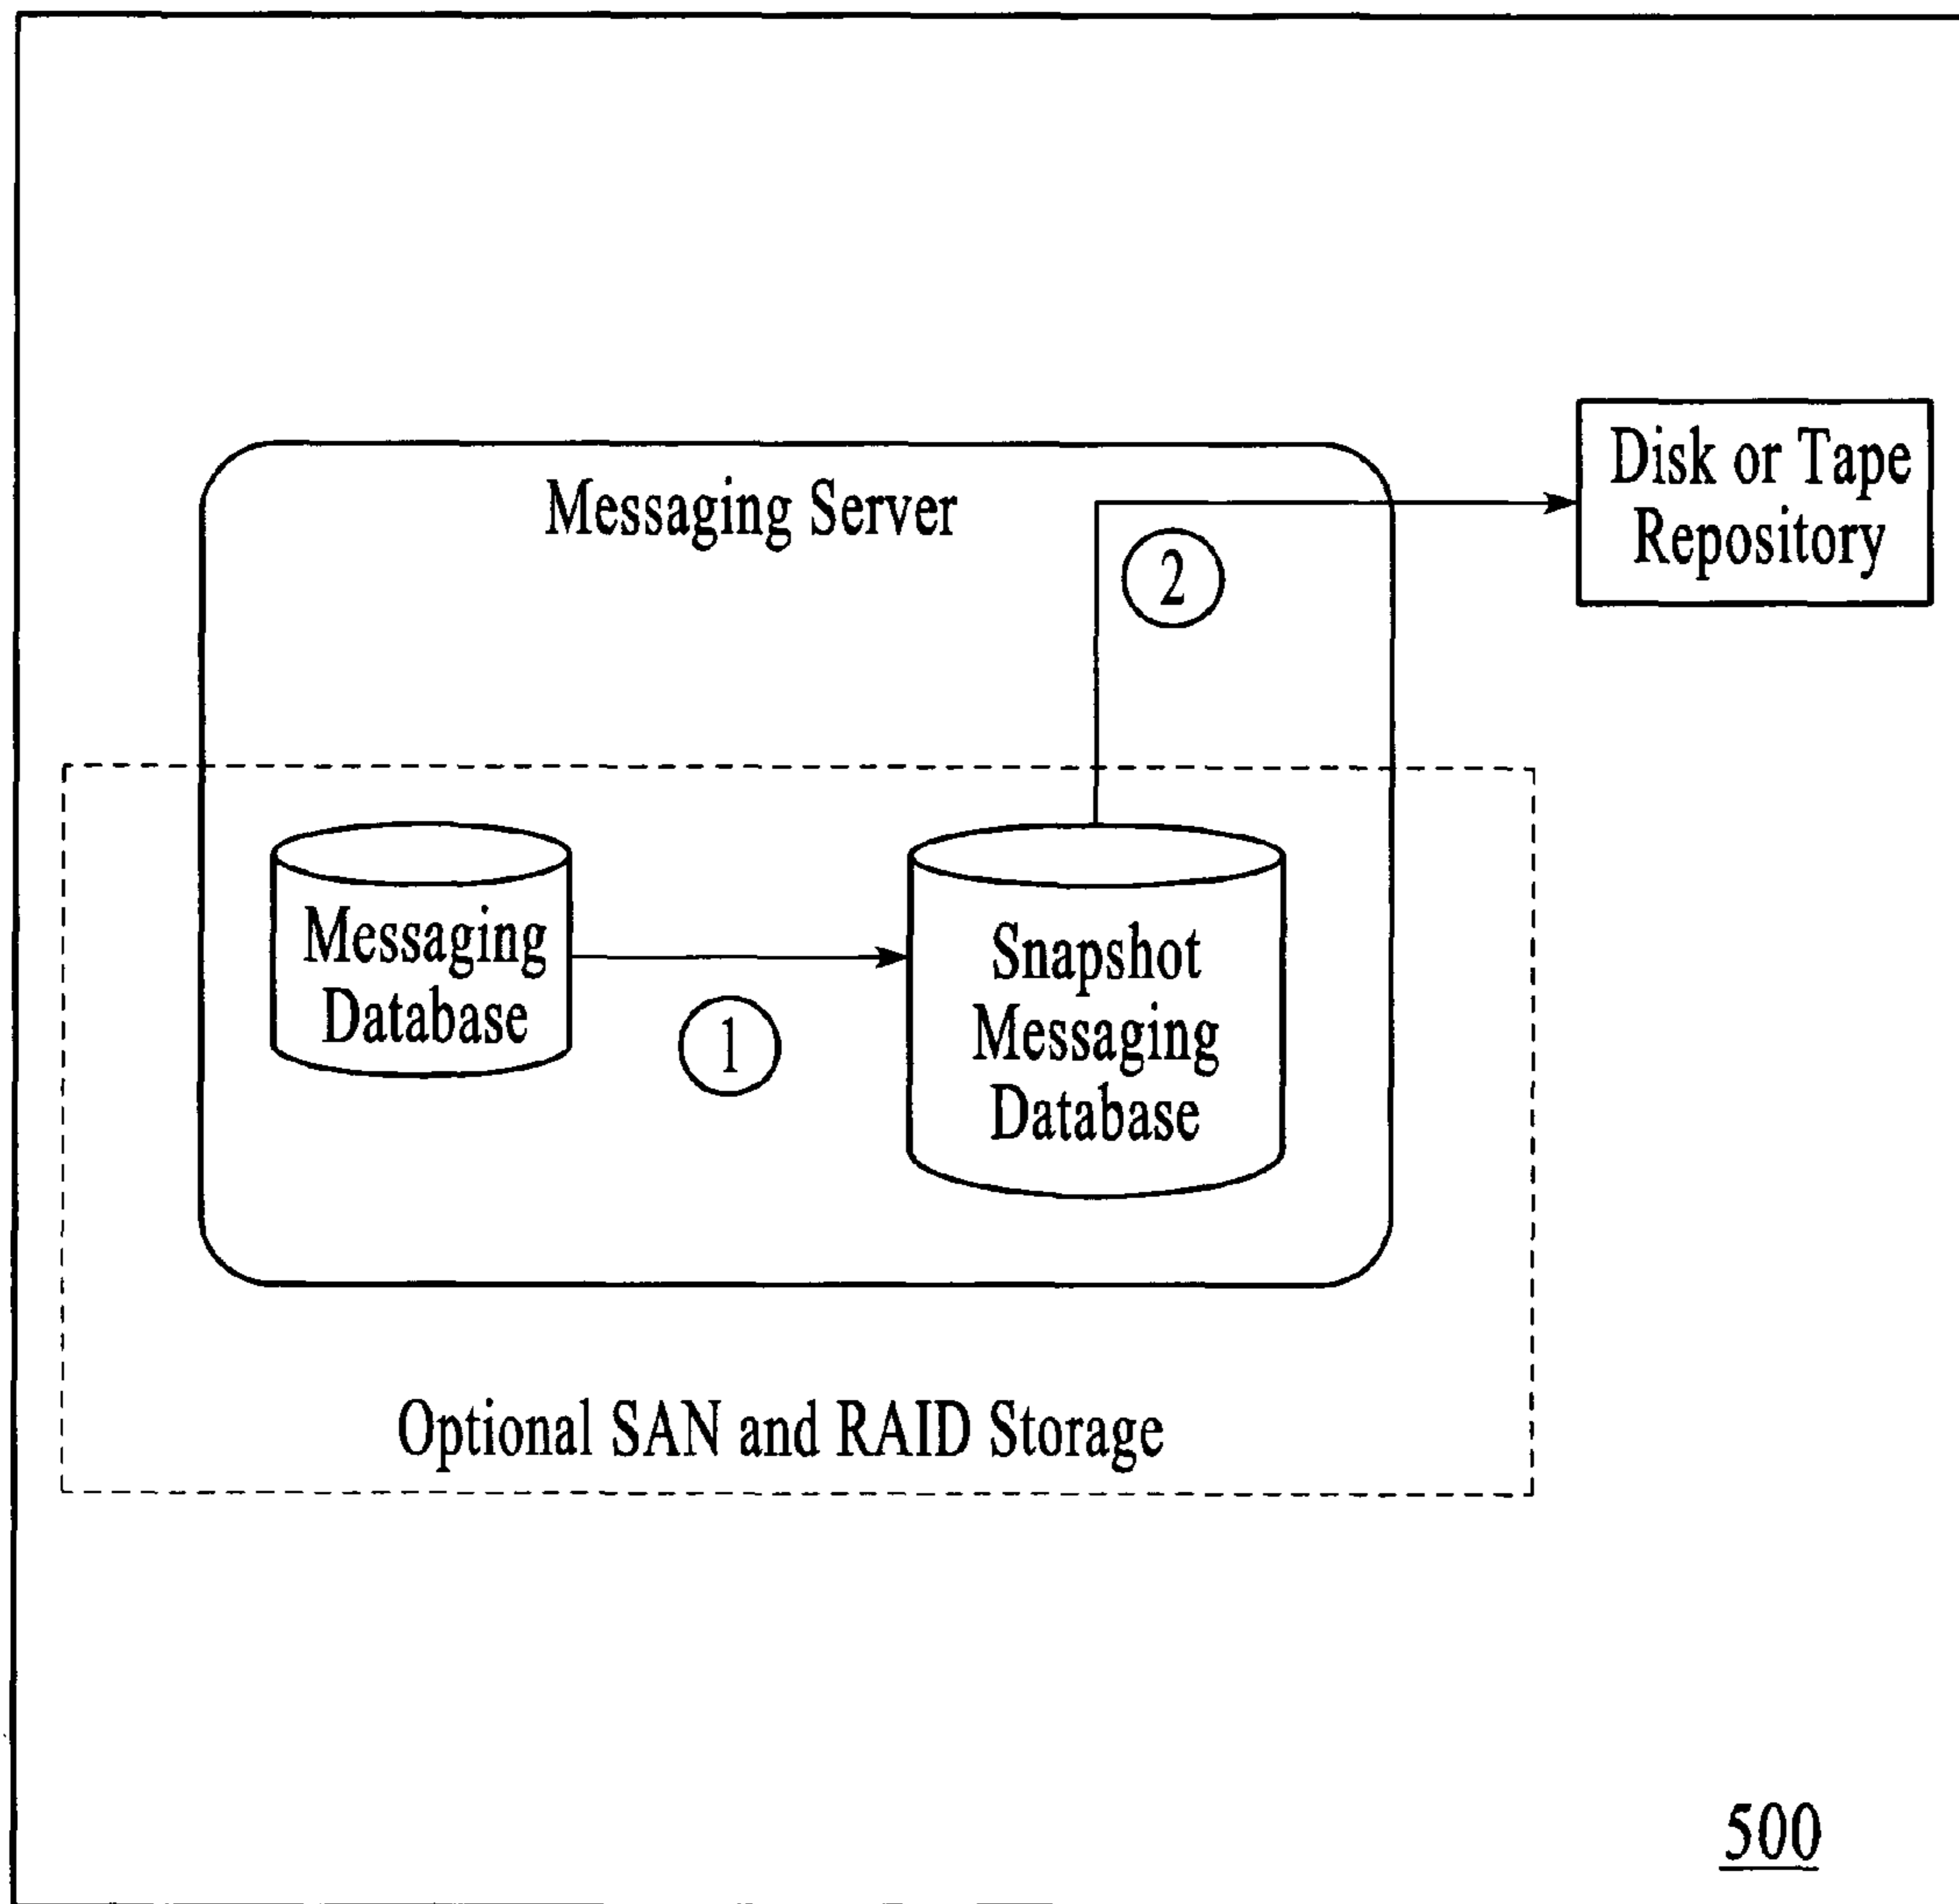 Messaging Server
Disk or Tape
Repository
2
Messaging
Database
1
Snapshot
Messaging
Database
Optional SAN and RAID Storage
500